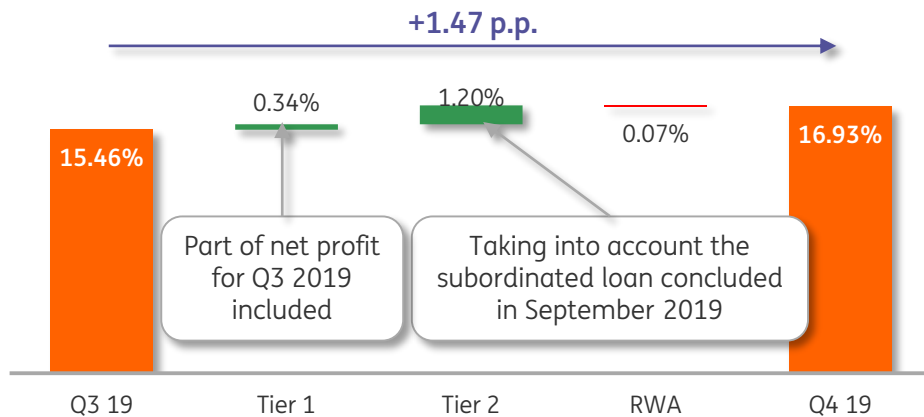 +1.47 p.p.
0.34%
1.20%
0.07%
15.46%
16.93%
Part of net profit
for Q3 2019
included
Taking into account the
subordinated loan concluded
in September 2019
Q3 19
Tier 1
Tier 2
RWA
Q4 19